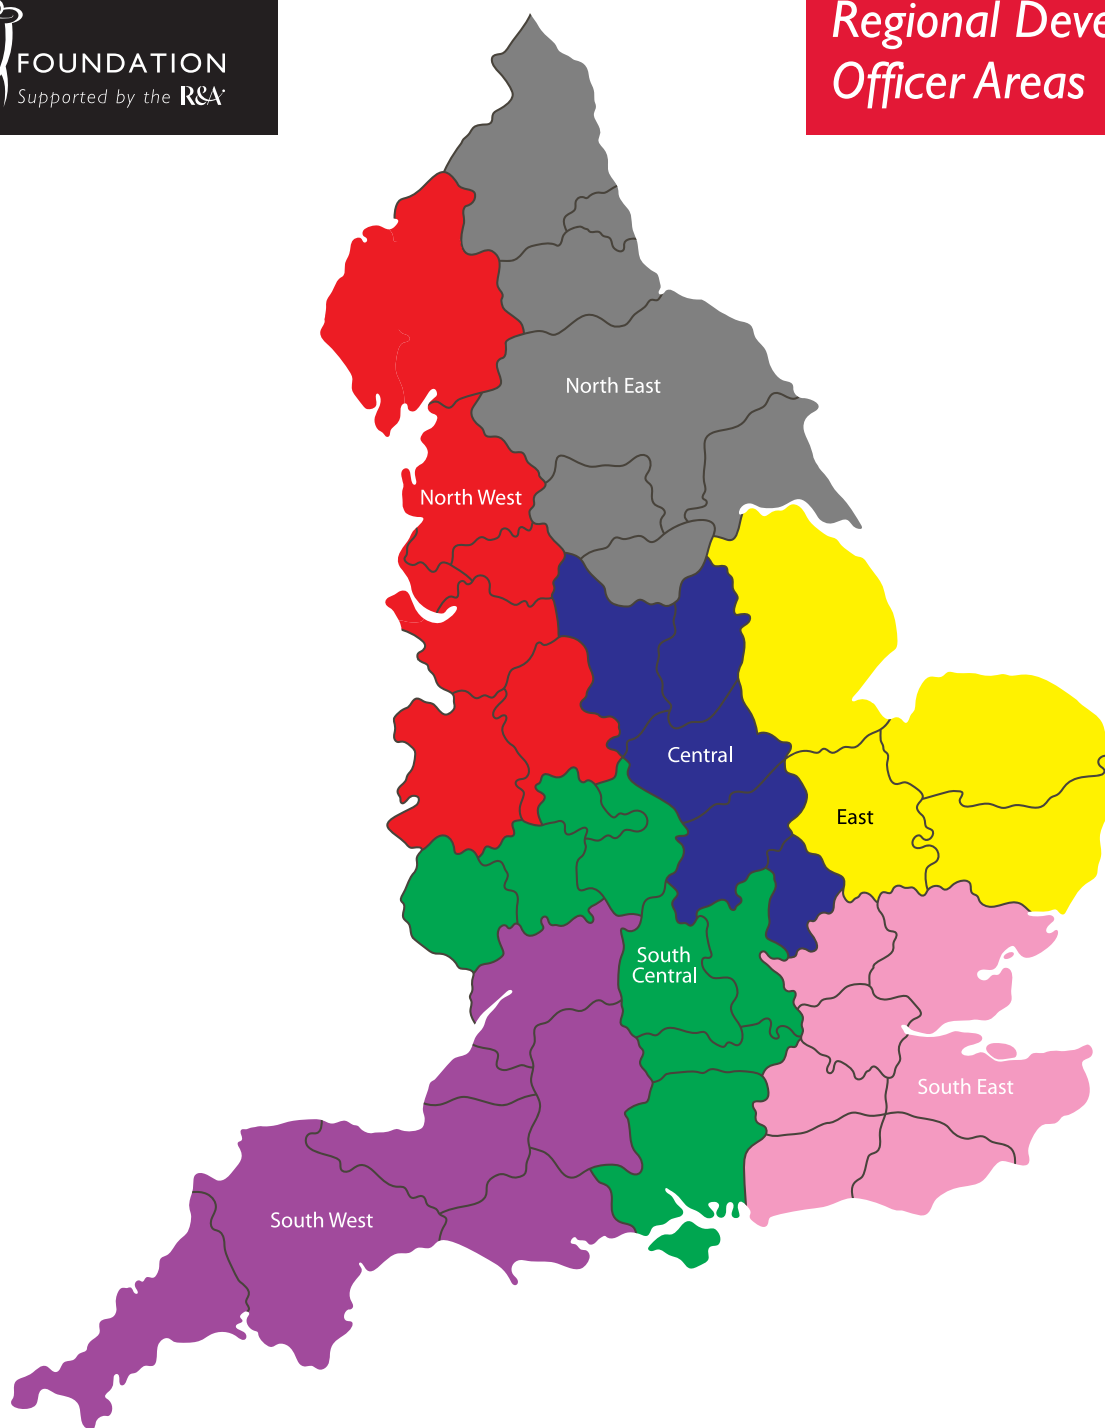 FOUNDATION
Supported by the R&A
Regional Deve
Officer Areas
North East
North West
Central
East
South
Central
South East
South West